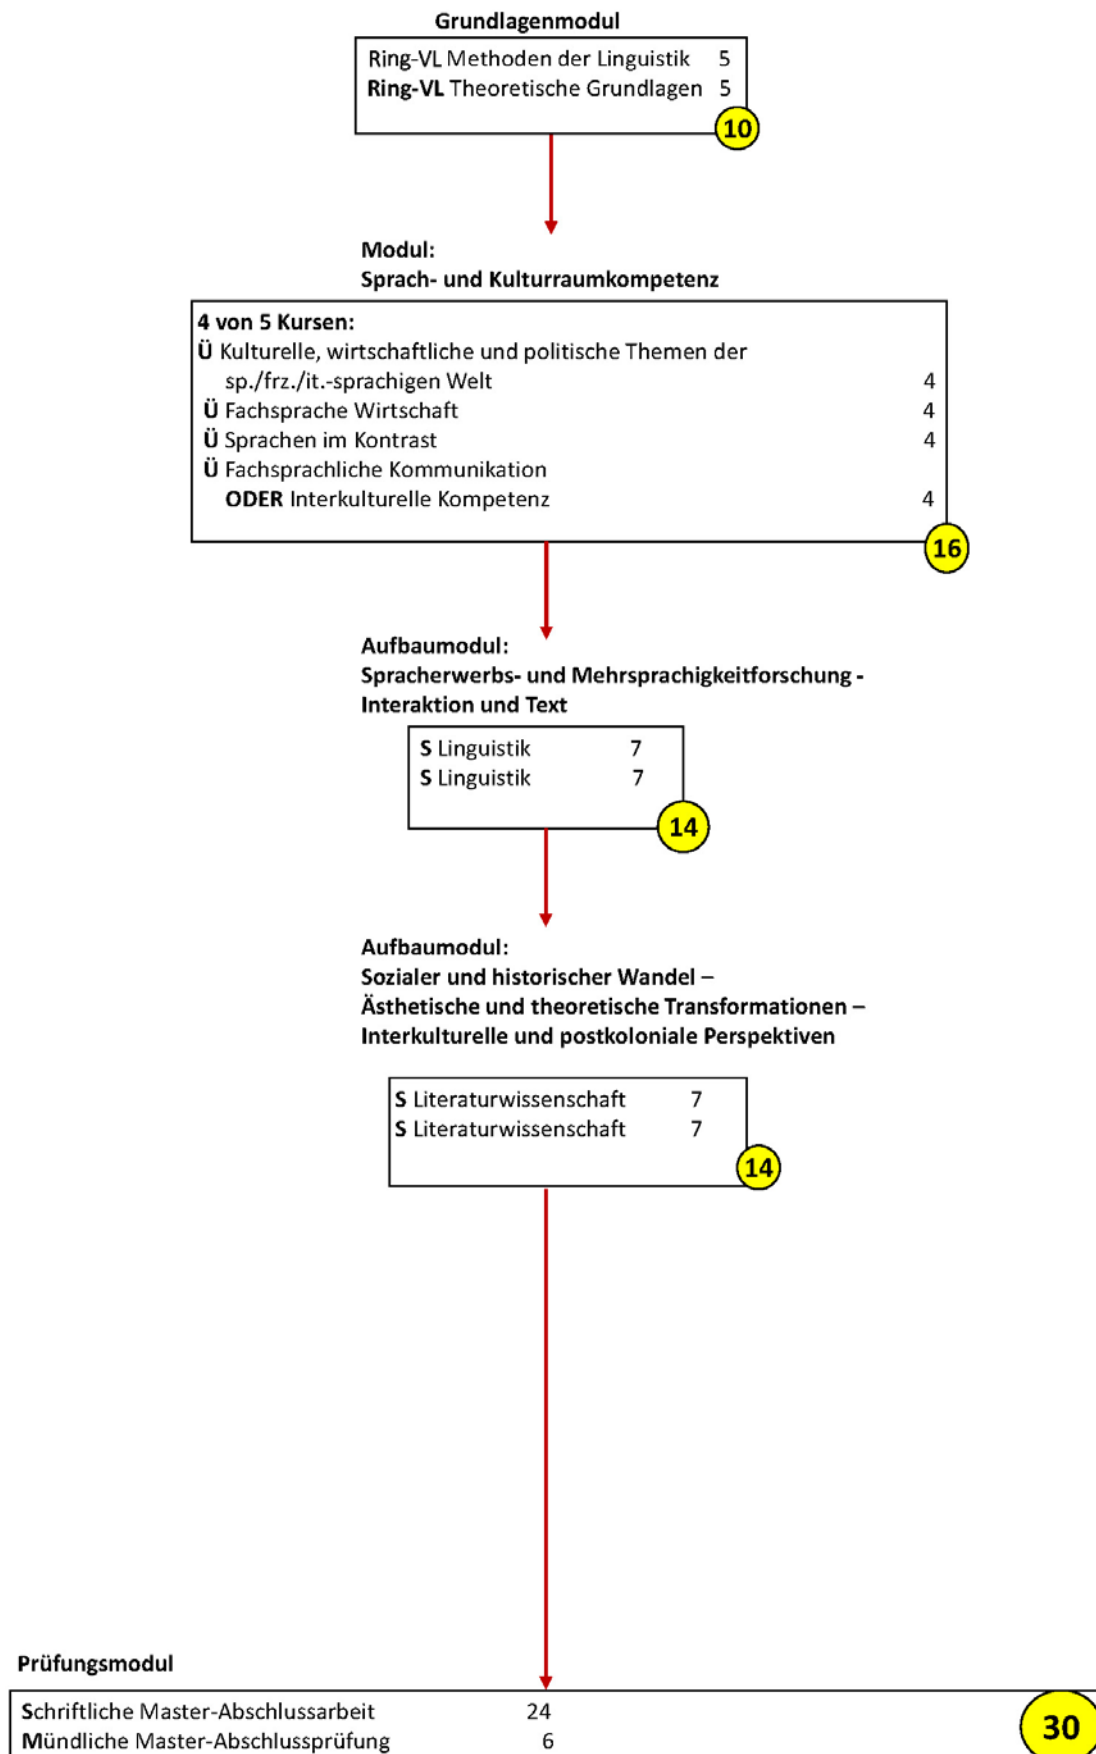 Grundlagenmodul
Ring-VL Methoden der Linguistik 5
Ring-VL Theoretische Grundlagen 5
10
Modul:
Sprach- und Kulturraumkompetenz
4 von 5 Kursen:
Ü Kulturelle, wirtschaftliche und politische Themen der
sp./frz./it.-sprachigen Welt 4
Ü Fachsprache Wirtschaft 4
Ü Sprachen im Kontrast 4
Ü Fachsprachliche Kommunikation
ODER Interkulturelle Kompetenz 4
16
Aufbaumodul:
Spracherwerbs- und Mehrsprachigkeitforschung -
Interaktion und Text
S Linguistik 7
S Linguistik 7
14
Aufbaumodul:
Sozialer und historischer Wandel –
Ästhetische und theoretische Transformationen –
Interkulturelle und postkoloniale Perspektiven
S Literaturwissenschaft 7
S Literaturwissenschaft 7
14
Prüfungsmodul
Schriftliche Master-Abschlussarbeit 24
Mündliche Master-Abschlussprüfung 6
30